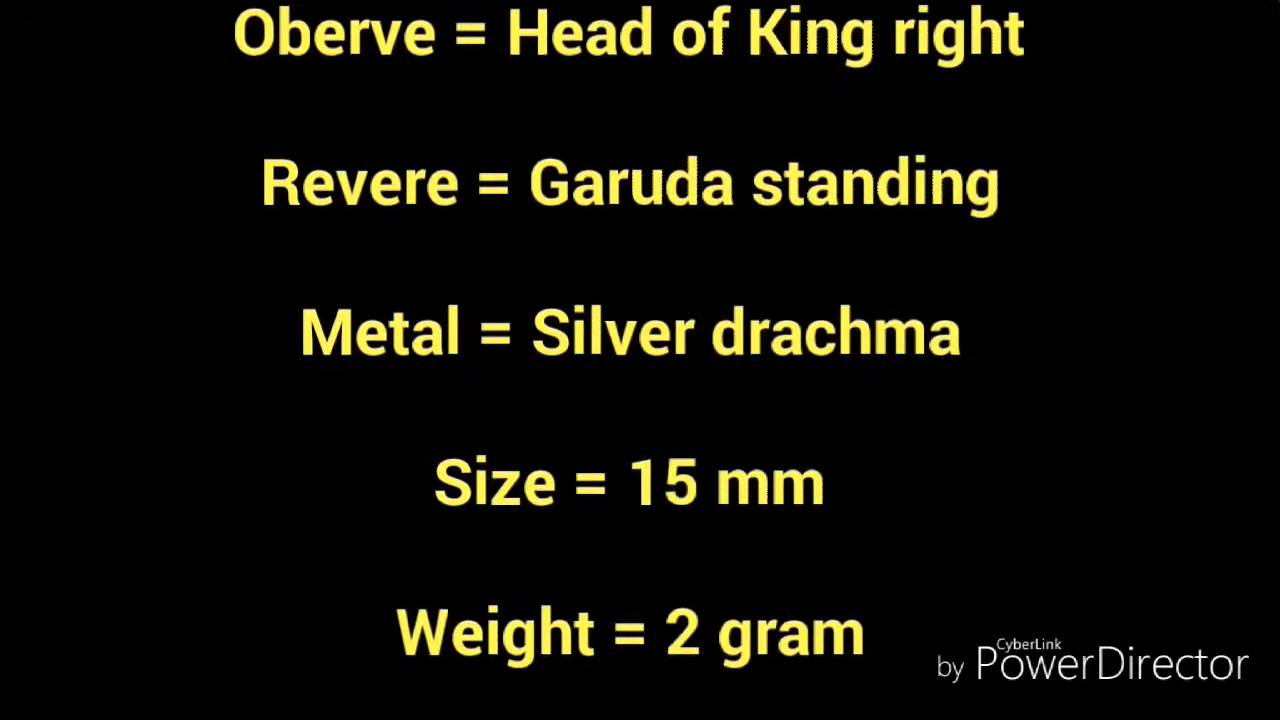 Oberve = Head of King right
Revere = Garuda standing
Metal = Silver drachma
Size = 15 mm
Weight = 2 gram
CyberLink
by PowerDirector